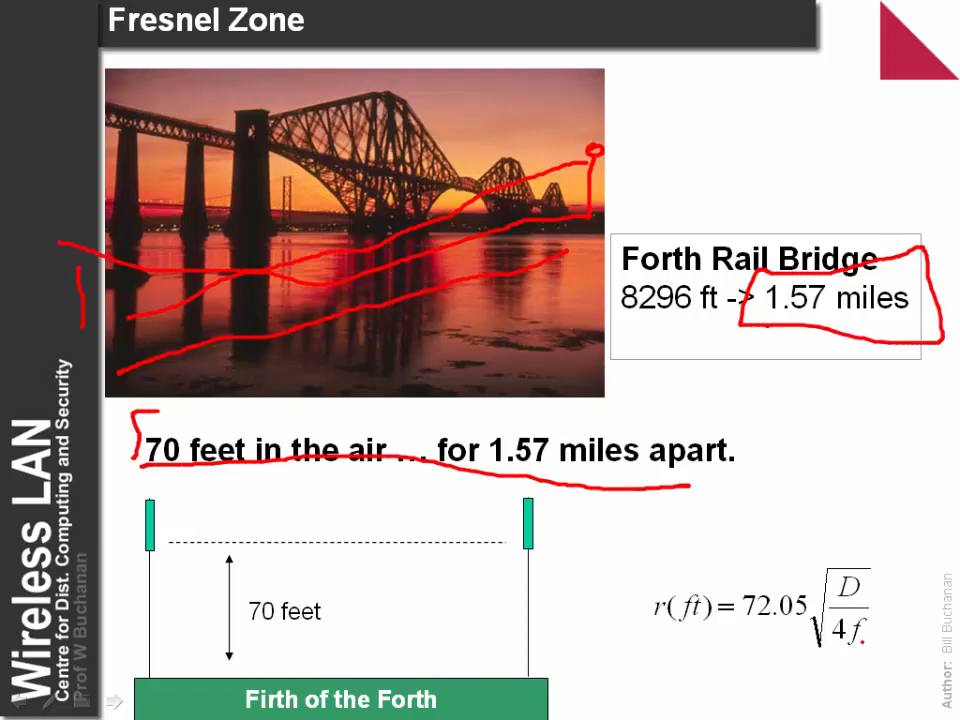 Fresnel Zone
Forth Rail Bridge
8296 ft -> 1.57 miles
70 feet in the air … for 1.57 miles apart.
70 feet
r(ft) = 72.05√(D/4f)
Firth of the Forth
Wireless LAN
Centre for Dist. Computing and Security
Prof W Buchanan
Author: Bill Buchanan